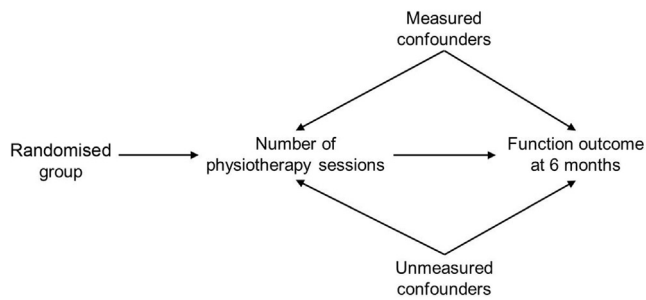 Measured
confounders
Randomised
group
Number of
physiotherapy sessions
Function outcome
at 6 months
Unmeasured
confounders